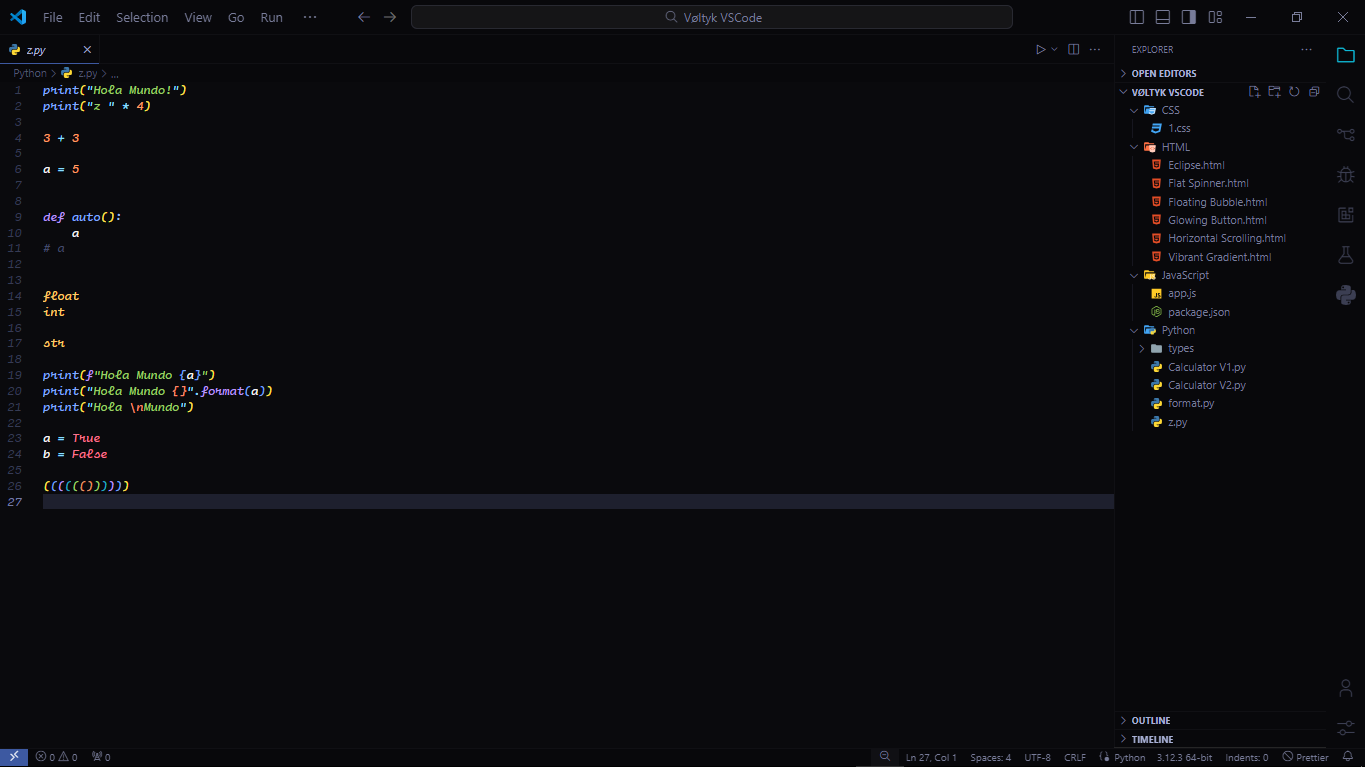 File Edit Selection View Go Run ··· Vøltyk VSCode
z.py
Python > z.py > ...
1 print("Hola Mundo!")
2 print("z " * 4)
3
4 3 + 3
5
6 a = 5
7
8
9 def auto():
10 a
11 # a
12
13
14 float
15 int
16
17 str
18
19 print(f"Hola Mundo {a}")
20 print("Hola Mundo {}".format(a))
21 print("Hola \nMundo")
22
23 a = True
24 b = False
25
26 ((((((())))))) 
27
EXPLORER
OPEN EDITORS
VØLTYK VSCODE
CSS
1.css
HTML
Eclipse.html
Flat Spinner.html
Floating Bubble.html
Glowing Button.html
Horizontal Scrolling.html
Vibrant Gradient.html
JavaScript
app.js
package.json
Python
types
Calculator V1.py
Calculator V2.py
format.py
z.py
OUTLINE
TIMELINE
0 0 0 Ln 27, Col 1 Spaces: 4 UTF-8 CRLF Python 3.12.3 64-bit Indents: 0 Prettier